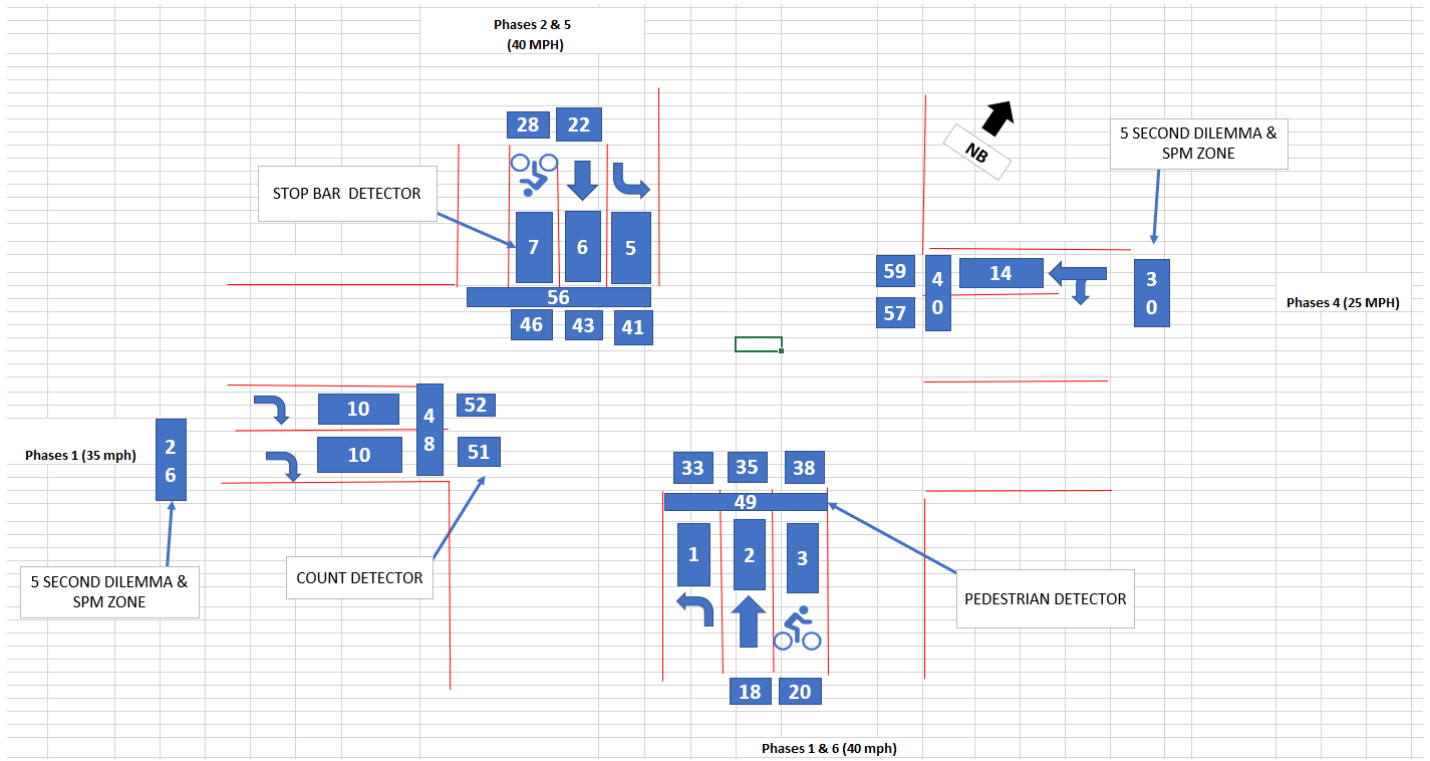 Phases 2 & 5
(40 MPH)
28 22
NB
5 SECOND DILEMMA &
SPM ZONE
STOP BAR DETECTOR
7 6 5
56
46 43 41
59
57
4
0
14
3
0
Phases 4 (25 MPH)
Phases 1 (35 mph)
2
6
10
10
4
8
52
51
33 35 38
49
1 2 3
5 SECOND DILEMMA &
SPM ZONE
COUNT DETECTOR
PEDESTRIAN DETECTOR
18 20
Phases 1 & 6 (40 mph)